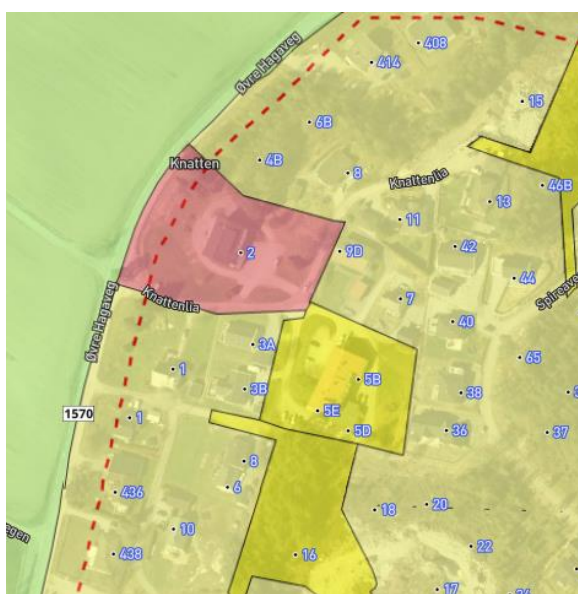 408
414
Øvre Hagaveg
15
6B
4B
Knatten
8
Knattenlia
46B
13
11
42
2
9D
44
Spireaveg
Knattenlia
7
40
Øvre Hagaveg
3A
65
1
5B
3B
38
1570
1
5E
5D
36
37
8
6
436
20
18
egen
10
22
438
16
17